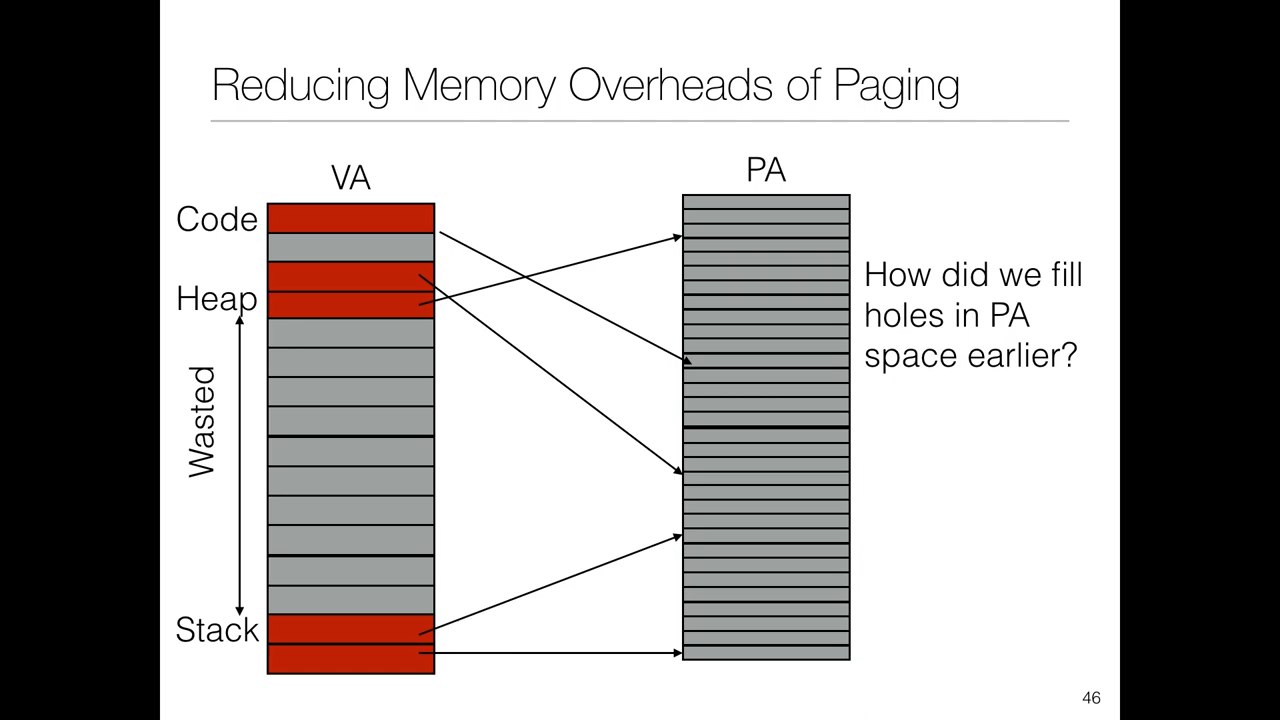 Reducing Memory Overheads of Paging
VA
PA
Code
Heap
Wasted
Stack
How did we fill
holes in PA
space earlier?
46